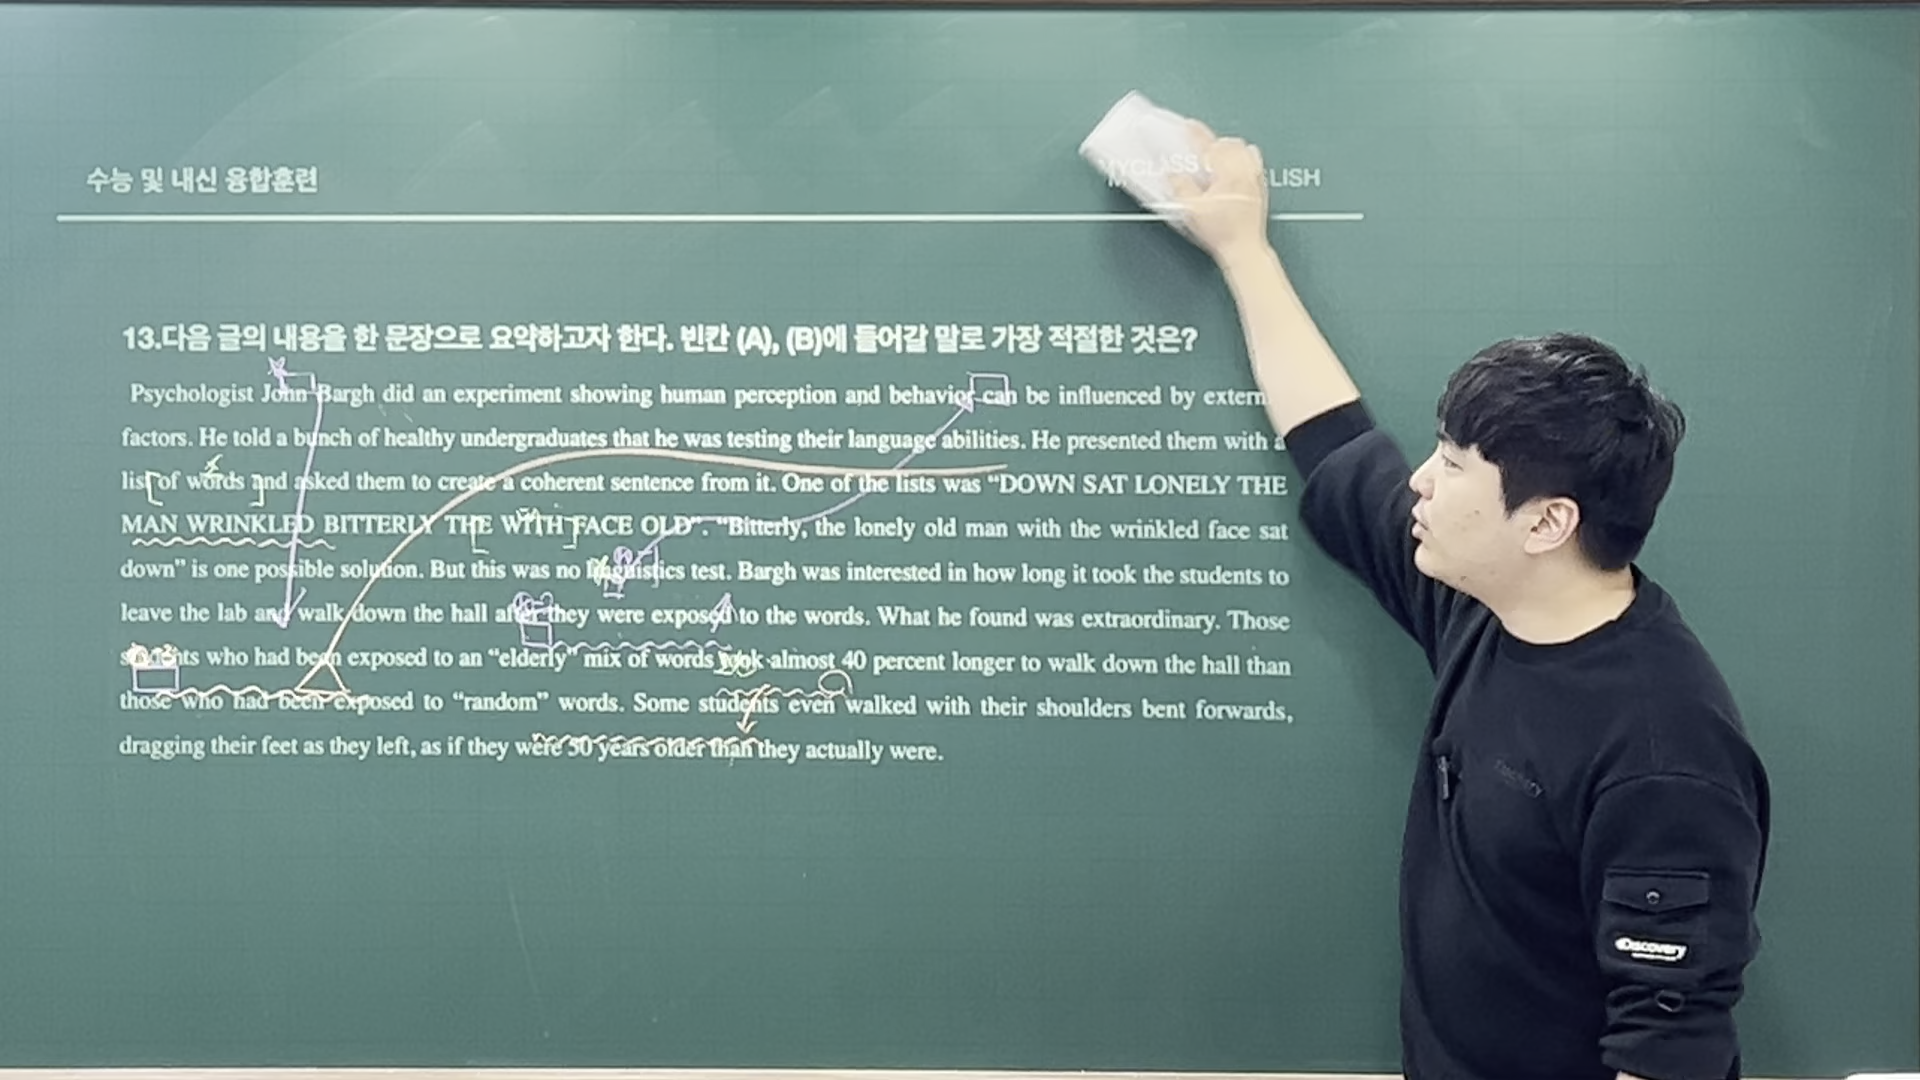 수능 및 내신 융합훈련
MYCLASS GLISH
13.다음 글의 내용을 한 문장으로 요약하고자 한다. 빈칸 (A), (B)에 들어갈 말로 가장 적절한 것은?
Psychologist John Bargh did an experiment showing human perception and behavior can be influenced by extern
factors. He told a bunch of healthy undergraduates that he was testing their language abilities. He presented them with a
list of words and asked them to create a coherent sentence from it. One of the lists was “DOWN SAT LONELY THE
MAN WRINKLED BITTERLY THE WITH FACE OLD”. “Bitterly, the lonely old man with the wrinkled face sat
down” is one possible solution. But this was no linguistics test. Bargh was interested in how long it took the students to
leave the lab and walk down the hall after they were exposed to the words. What he found was extraordinary. Those
students who had been exposed to an “elderly” mix of words took almost 40 percent longer to walk down the hall than
those who had been exposed to “random” words. Some students even walked with their shoulders bent forwards,
dragging their feet as they left, as if they were 50 years older than they actually were.
Discovery